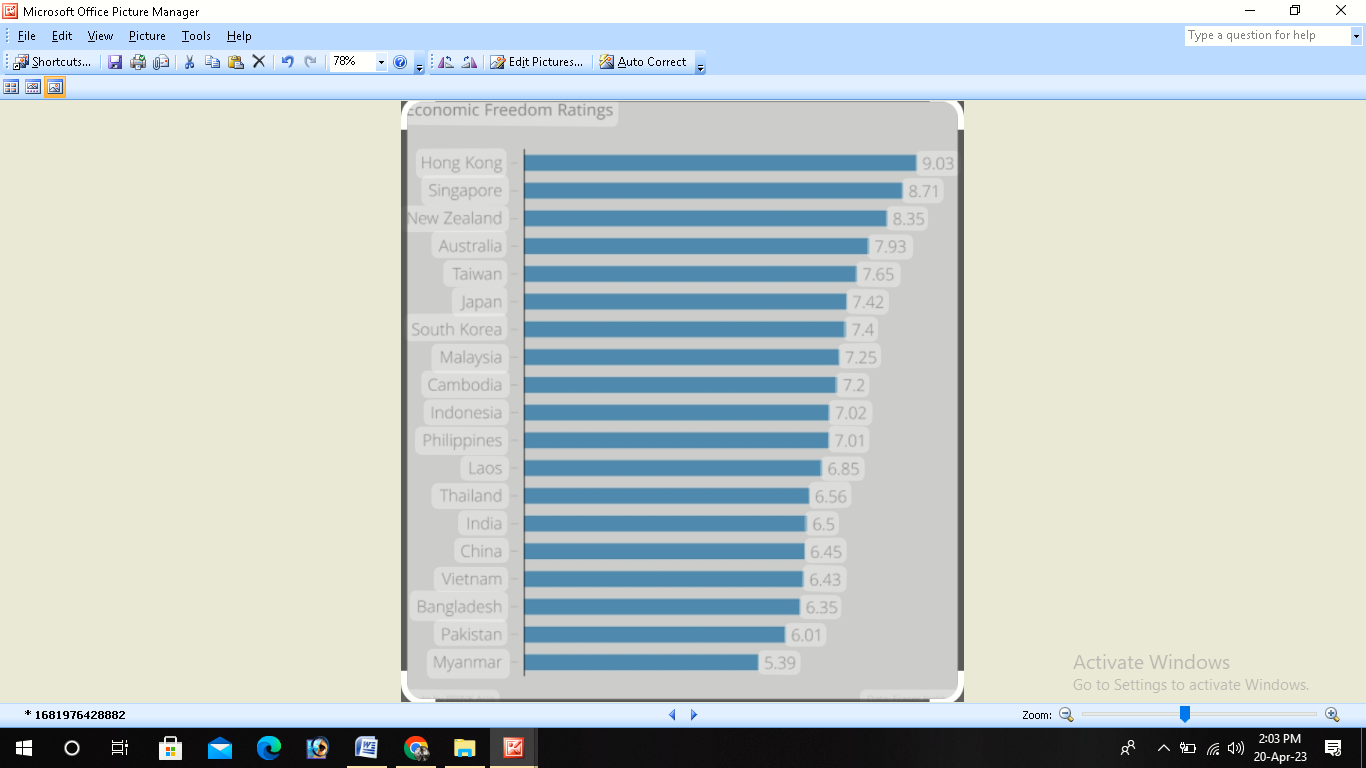 Microsoft Office Picture Manager
File Edit View Picture Tools Help
Type a question for help
Shortcuts... 78% Edit Pictures... Auto Correct
Economic Freedom Ratings
Hong Kong 9.03
Singapore 8.71
New Zealand 8.35
Australia 7.93
Taiwan 7.65
Japan 7.42
South Korea 7.4
Malaysia 7.25
Cambodia 7.2
Indonesia 7.02
Philippines 7.01
Laos 6.85
Thailand 6.56
India 6.5
China 6.45
Vietnam 6.43
Bangladesh 6.35
Pakistan 6.01
Myanmar 5.39
Activate Windows
Go to Settings to activate Windows.
* 1681976428882
Zoom:
2:03 PM
20-Apr-23